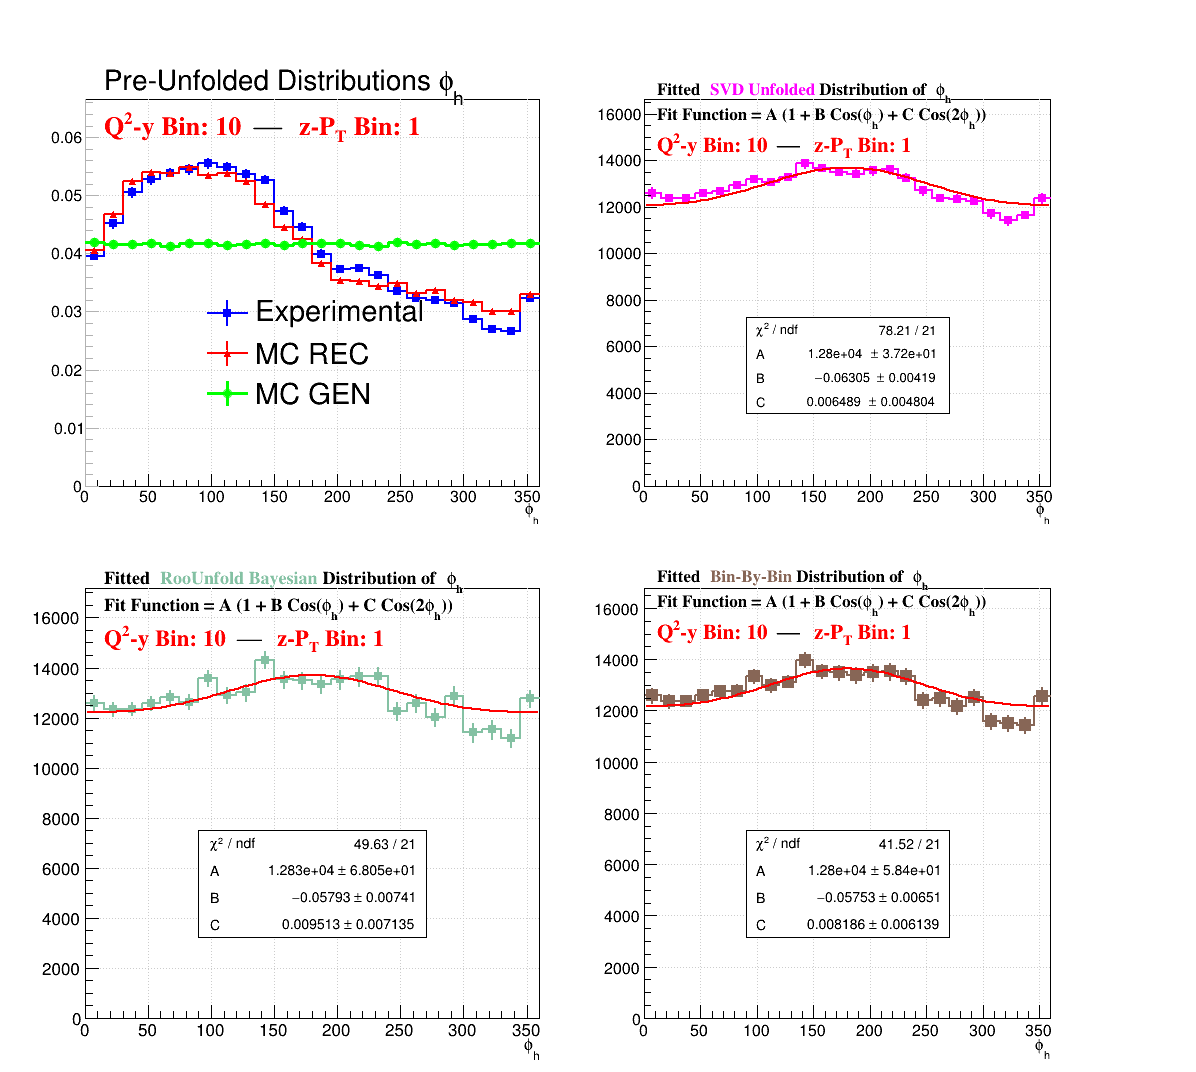 Pre-Unfolded Distributions ϕh
Q²-y Bin: 10 — z-PT Bin: 1
0.06
0.05
0.04
0.03
0.02
0.01
0
Experimental
MC REC
MC GEN
0 50 100 150 200 250 300 350
ϕh
Fitted SVD Unfolded Distribution of ϕh
Fit Function = A (1 + B Cos(ϕh) + C Cos(2ϕh))
Q²-y Bin: 10 — z-PT Bin: 1
16000
14000
12000
10000
8000
6000
4000
2000
0
χ² / ndf 78.21 / 21
A 1.28e+04 ± 3.72e+01
B −0.06305 ± 0.00419
C 0.006489 ± 0.004804
0 50 100 150 200 250 300 350
ϕh
Fitted RooUnfold Bayesian Distribution of ϕh
Fit Function = A (1 + B Cos(ϕh) + C Cos(2ϕh))
Q²-y Bin: 10 — z-PT Bin: 1
16000
14000
12000
10000
8000
6000
4000
2000
0
χ² / ndf 49.63 / 21
A 1.283e+04 ± 6.805e+01
B −0.05793 ± 0.00741
C 0.009513 ± 0.007135
0 50 100 150 200 250 300 350
ϕh
Fitted Bin-By-Bin Distribution of ϕh
Fit Function = A (1 + B Cos(ϕh) + C Cos(2ϕh))
Q²-y Bin: 10 — z-PT Bin: 1
16000
14000
12000
10000
8000
6000
4000
2000
0
χ² / ndf 41.52 / 21
A 1.28e+04 ± 5.84e+01
B −0.05753 ± 0.00651
C 0.008186 ± 0.006139
0 50 100 150 200 250 300 350
ϕh